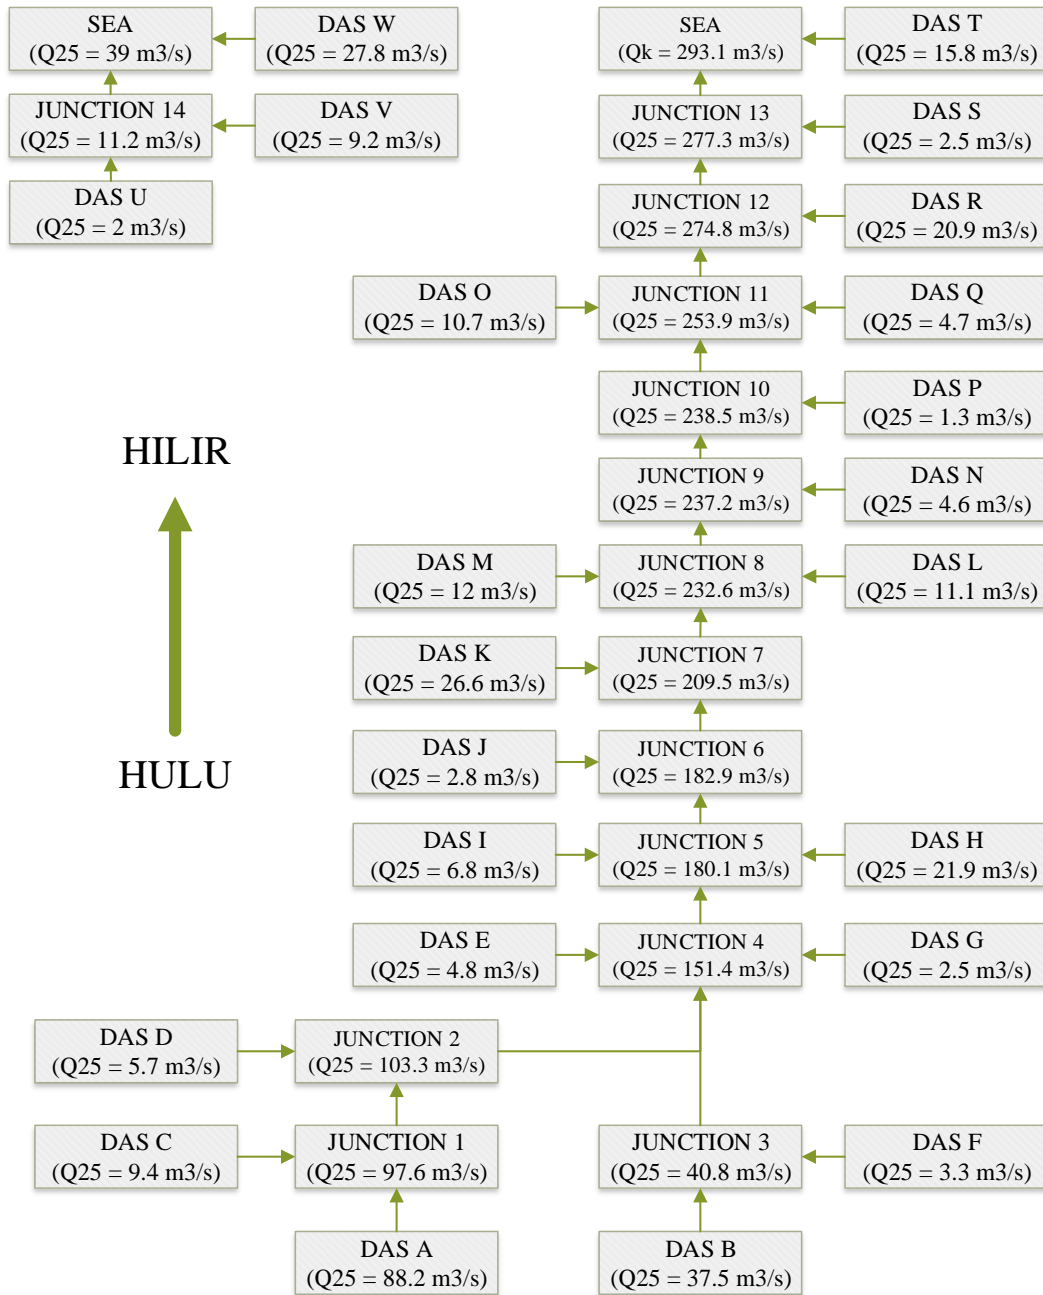 SEA
(Q25 = 39 m3/s)
DAS W
(Q25 = 27.8 m3/s)
SEA
(Qk = 293.1 m3/s)
DAS T
(Q25 = 15.8 m3/s)
JUNCTION 14
(Q25 = 11.2 m3/s)
DAS V
(Q25 = 9.2 m3/s)
JUNCTION 13
(Q25 = 277.3 m3/s)
DAS S
(Q25 = 2.5 m3/s)
DAS U
(Q25 = 2 m3/s)
JUNCTION 12
(Q25 = 274.8 m3/s)
DAS R
(Q25 = 20.9 m3/s)
DAS O
(Q25 = 10.7 m3/s)
JUNCTION 11
(Q25 = 253.9 m3/s)
DAS Q
(Q25 = 4.7 m3/s)
JUNCTION 10
(Q25 = 238.5 m3/s)
DAS P
(Q25 = 1.3 m3/s)
HILIR
JUNCTION 9
(Q25 = 237.2 m3/s)
DAS N
(Q25 = 4.6 m3/s)
DAS M
(Q25 = 12 m3/s)
JUNCTION 8
(Q25 = 232.6 m3/s)
DAS L
(Q25 = 11.1 m3/s)
DAS K
(Q25 = 26.6 m3/s)
JUNCTION 7
(Q25 = 209.5 m3/s)
HULU
DAS J
(Q25 = 2.8 m3/s)
JUNCTION 6
(Q25 = 182.9 m3/s)
DAS I
(Q25 = 6.8 m3/s)
JUNCTION 5
(Q25 = 180.1 m3/s)
DAS H
(Q25 = 21.9 m3/s)
DAS E
(Q25 = 4.8 m3/s)
JUNCTION 4
(Q25 = 151.4 m3/s)
DAS G
(Q25 = 2.5 m3/s)
DAS D
(Q25 = 5.7 m3/s)
JUNCTION 2
(Q25 = 103.3 m3/s)
DAS C
(Q25 = 9.4 m3/s)
JUNCTION 1
(Q25 = 97.6 m3/s)
JUNCTION 3
(Q25 = 40.8 m3/s)
DAS F
(Q25 = 3.3 m3/s)
DAS A
(Q25 = 88.2 m3/s)
DAS B
(Q25 = 37.5 m3/s)